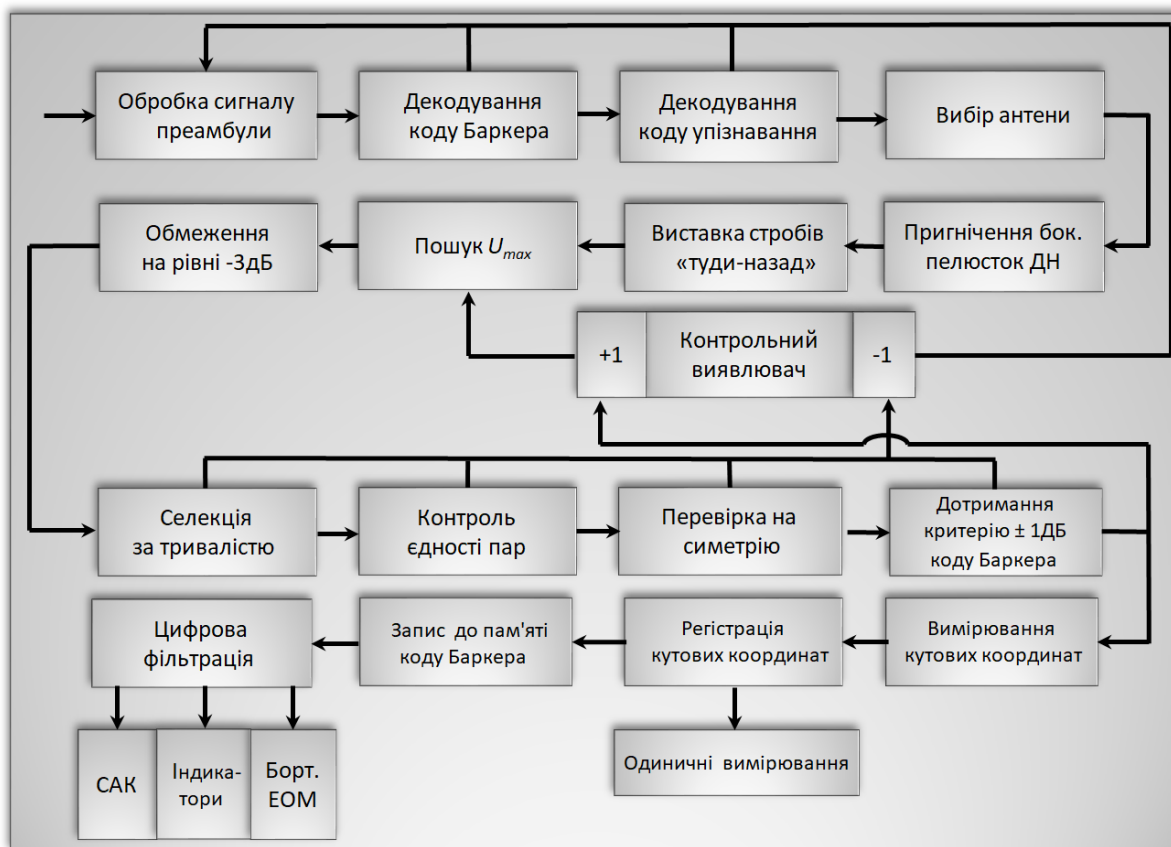 Обробка сигналу
преамбули
Декодування
коду Баркера
Декодування
коду упізнавання
Вибір антени
Обмеження
на рівні -3дБ
Пошук Umax
Виставка стробів
«туди-назад»
Пригнічення бок.
пелюсток ДН
+1
Контрольний
виявлювач
-1
Селекція
за тривалістю
Контроль
єдності пар
Перевірка на
симетрію
Дотримання
критерію ± 1ДБ
коду Баркера
Цифрова
фільтрація
Запис до пам'яті
коду Баркера
Регістрація
кутових координат
Вимірювання
кутових координат
САК
Індика-
тори
Борт.
ЕОМ
Одиничні вимірювання